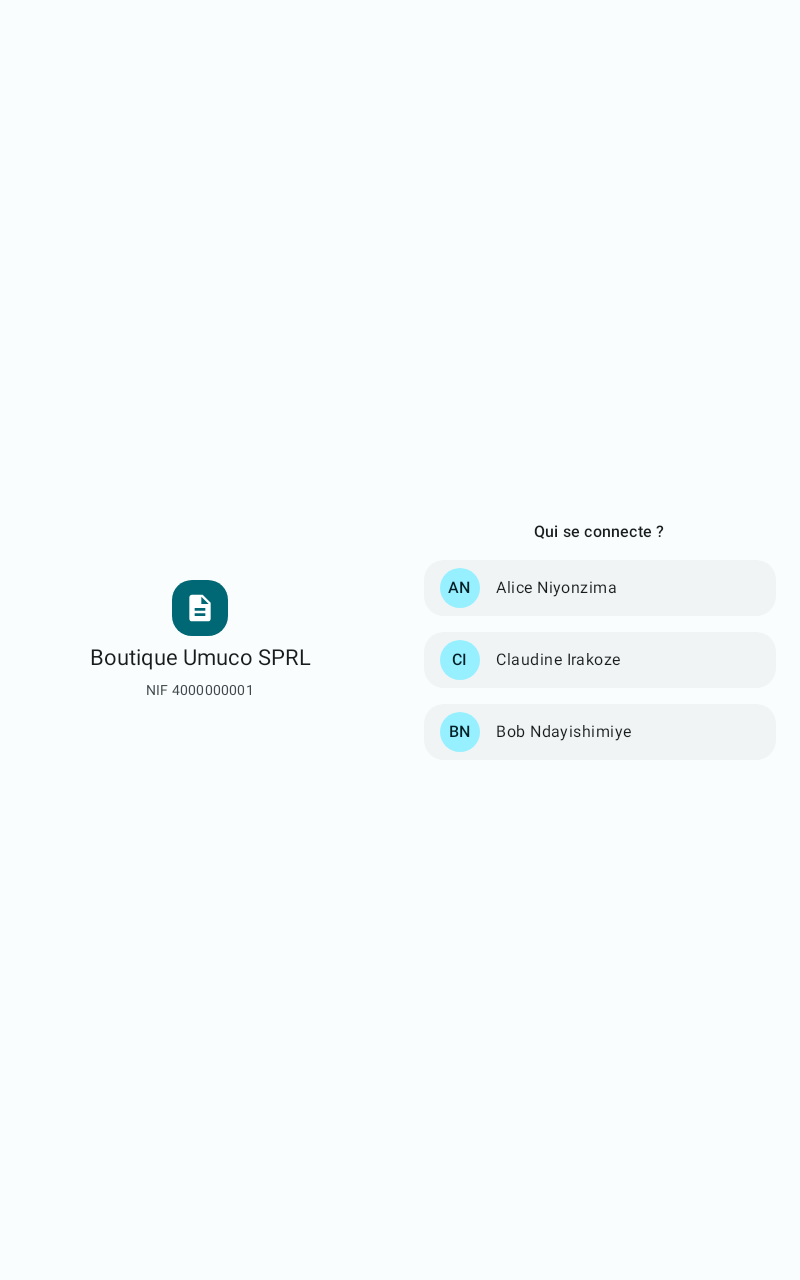 Boutique Umuco SPRL
NIF 4000000001
Qui se connecte ?
AN Alice Niyonzima
CI Claudine Irakoze
BN Bob Ndayishimiye